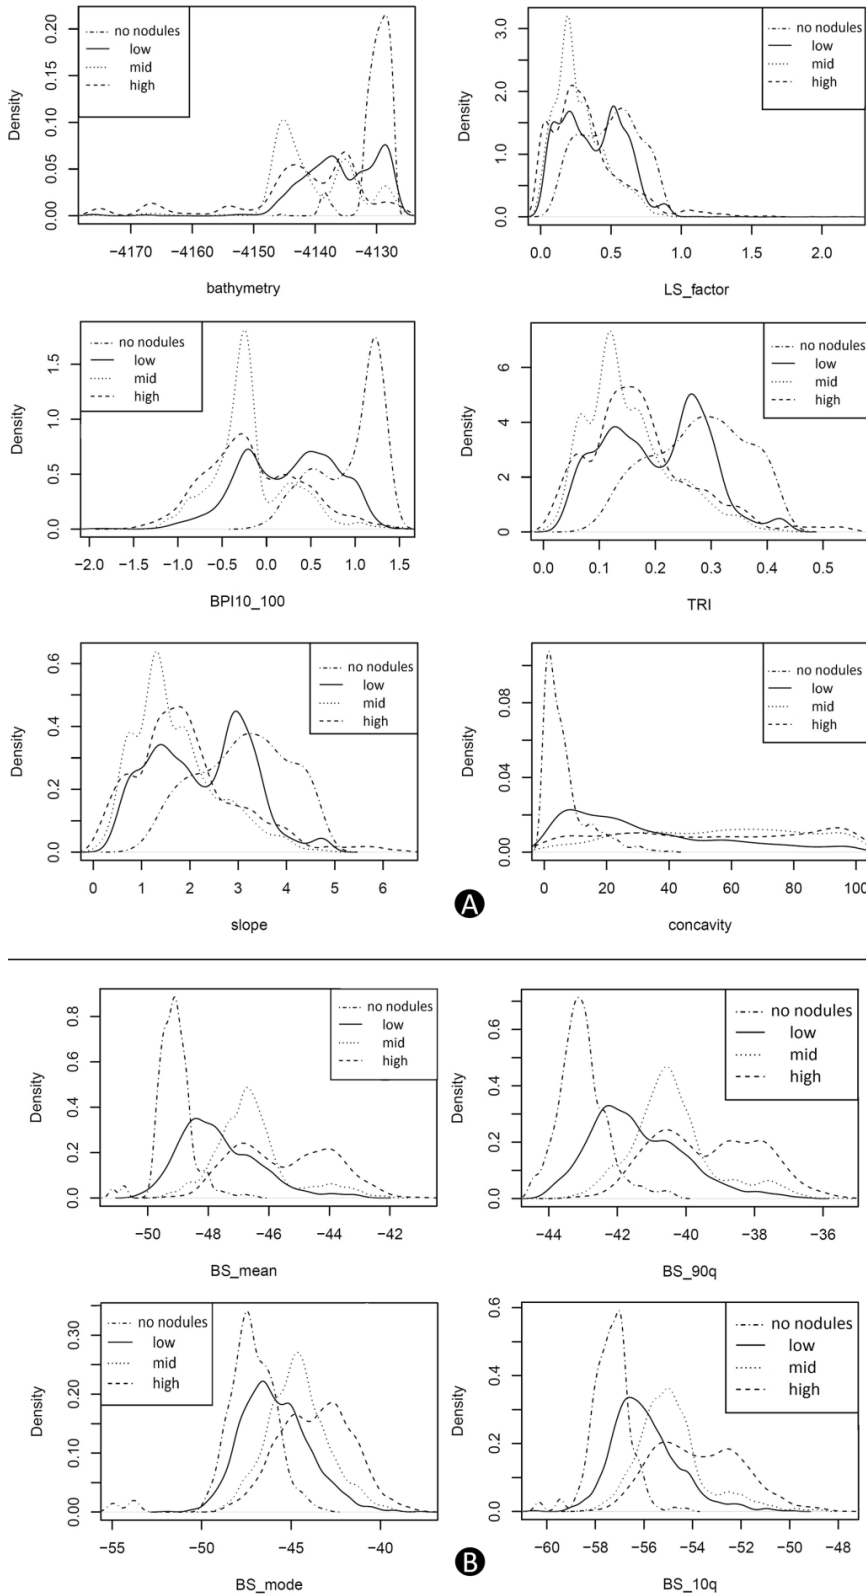 no nodules
low
mid
high
Density
0.00 0.05 0.10 0.15 0.20
−4170 −4160 −4150 −4140 −4130
bathymetry
no nodules
low
mid
high
Density
0.0 1.0 2.0 3.0
0.0 0.5 1.0 1.5 2.0
LS_factor
no nodules
low
mid
high
Density
0.0 0.5 1.0 1.5
−2.0 −1.5 −1.0 −0.5 0.0 0.5 1.0 1.5
BPI10_100
no nodules
low
mid
high
Density
0 2 4 6
0.0 0.1 0.2 0.3 0.4 0.5
TRI
no nodules
low
mid
high
Density
0.0 0.2 0.4 0.6
0 1 2 3 4 5 6
slope
no nodules
low
mid
high
Density
0.00 0.04 0.08
0 20 40 60 80 100
concavity
A
no nodules
low
mid
high
Density
0.0 0.2 0.4 0.6 0.8
−50 −48 −46 −44 −42
BS_mean
no nodules
low
mid
high
Density
0.0 0.2 0.4 0.6
−44 −42 −40 −38 −36
BS_90q
no nodules
low
mid
high
Density
0.00 0.10 0.20 0.30
−55 −50 −45 −40
BS_mode
no nodules
low
mid
high
Density
0.0 0.2 0.4 0.6
−60 −58 −56 −54 −52 −50 −48
BS_10q
B